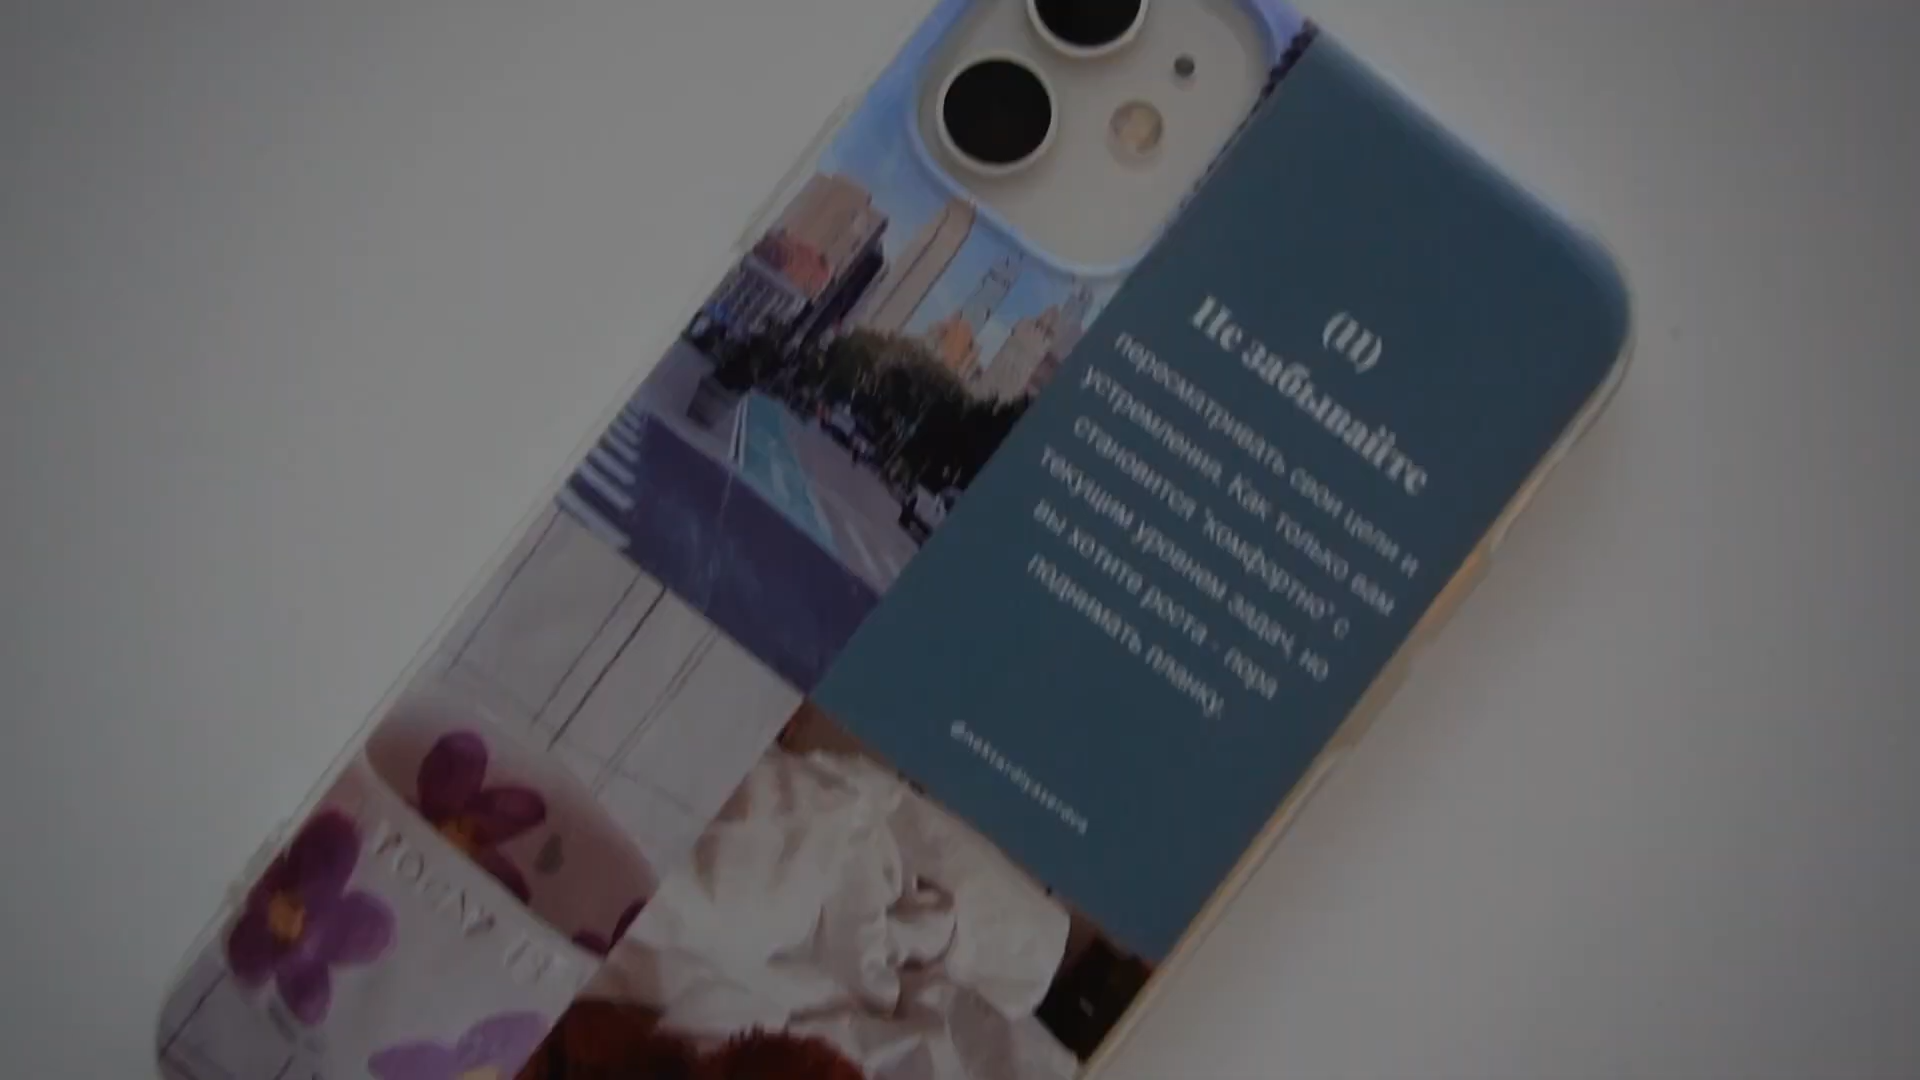 (II)
Не забывайте
пересматривать свои цели и
устремления. Как только вам
становится "комфортно" с
текущим уровнем задач, но
вы хотите роста - пора
поднимать планку.